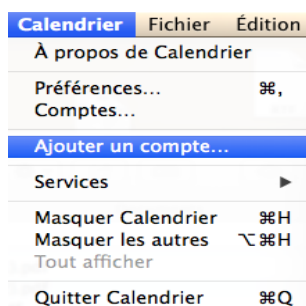 Calendrier Fichier Édition
À propos de Calendrier
Préférences... ⌘,
Comptes...
Ajouter un compte...
Services ▶
Masquer Calendrier ⌘H
Masquer les autres ⌥⌘H
Tout afficher
Quitter Calendrier ⌘Q